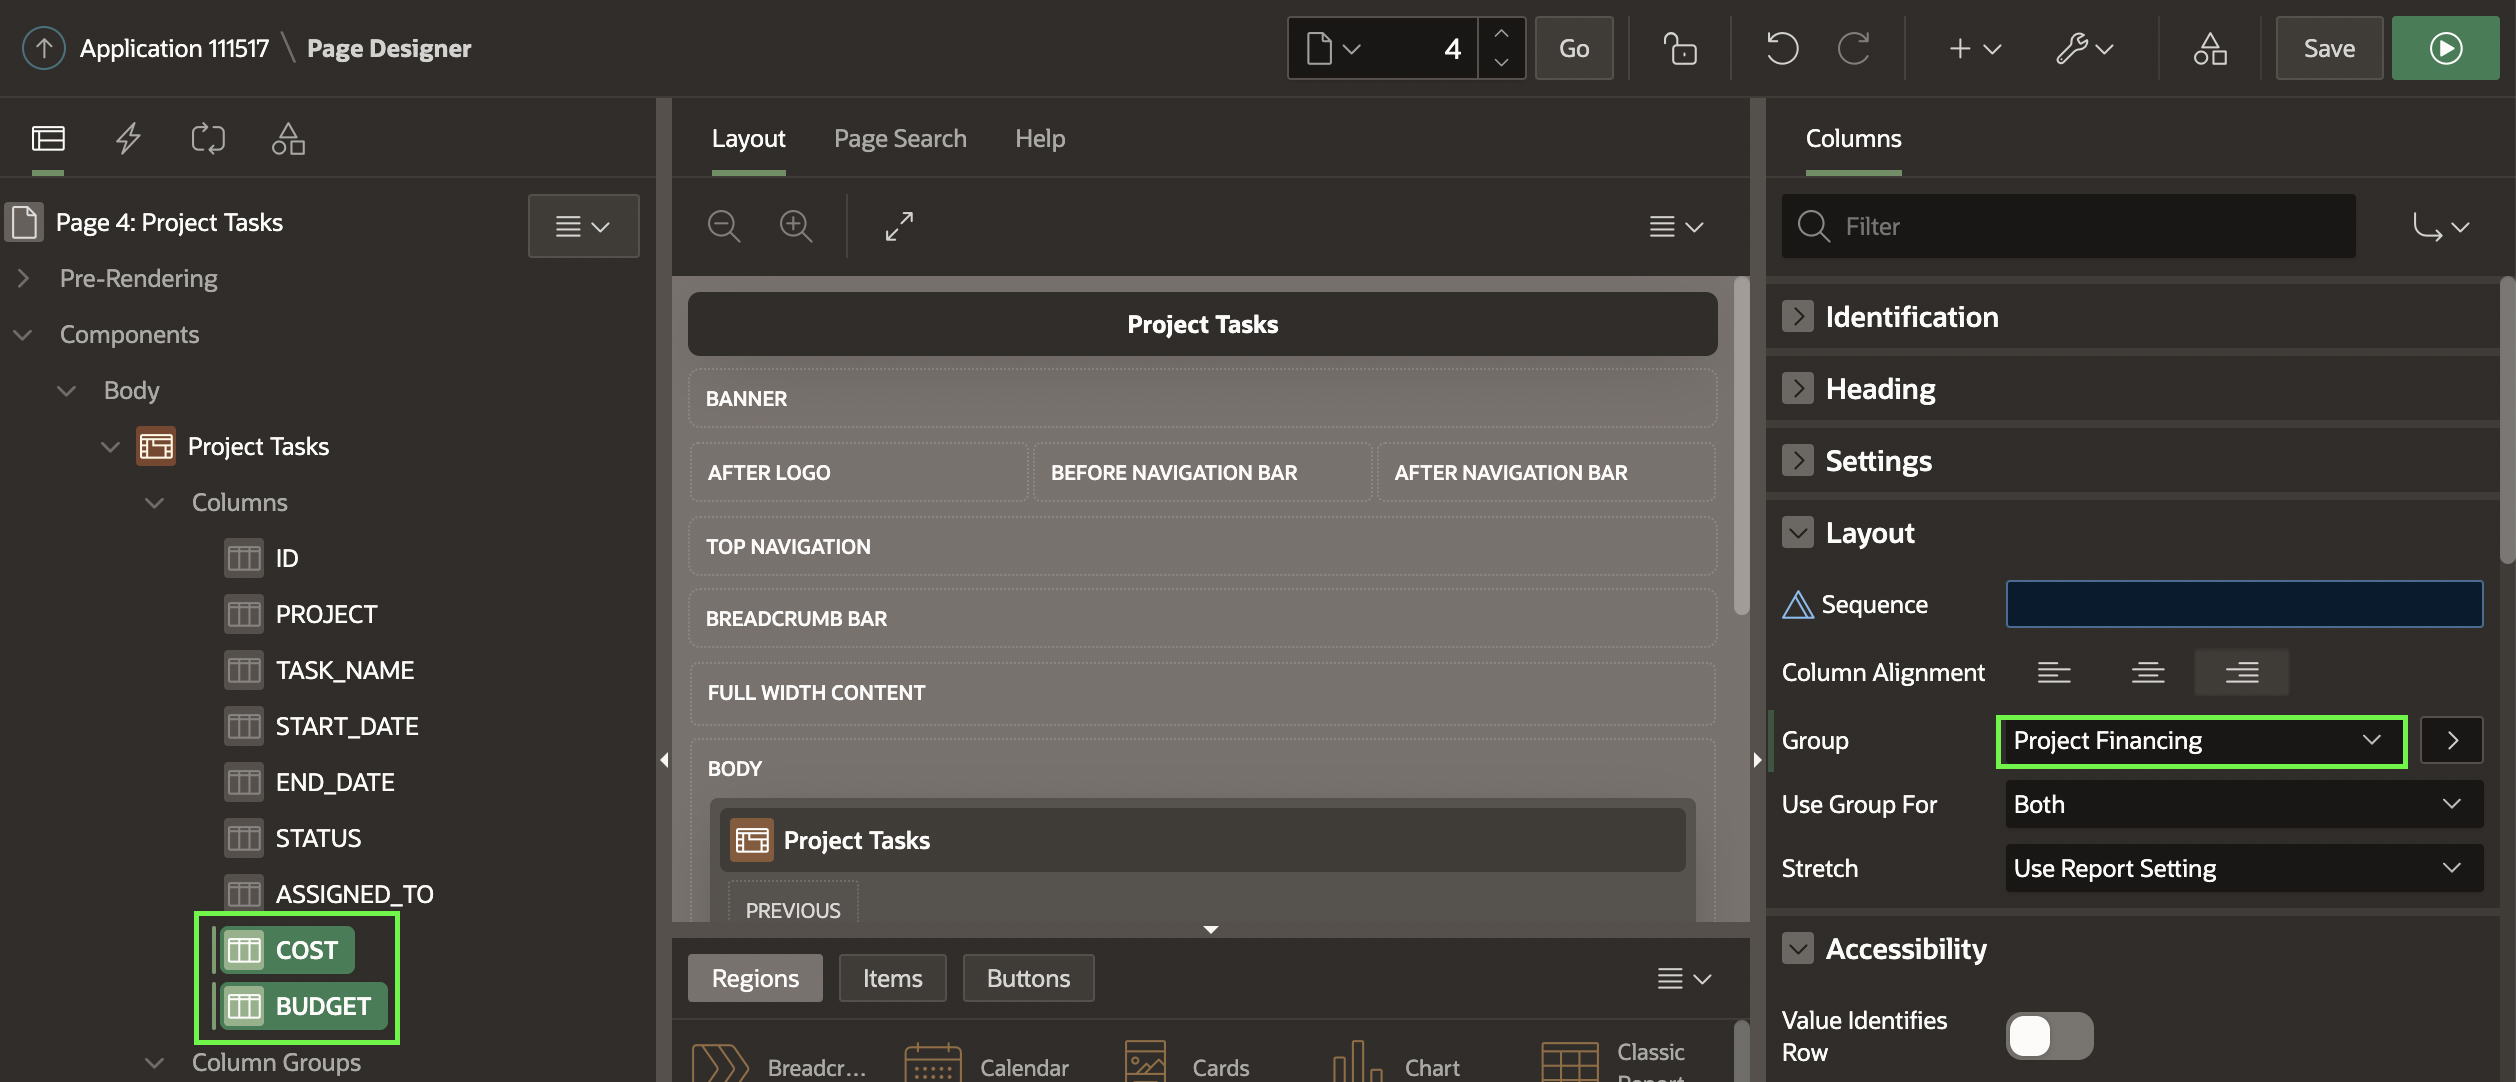 Application 111517 \ Page Designer
4
Go
Save
Page 4: Project Tasks
Pre-Rendering
Components
Body
Project Tasks
Columns
ID
PROJECT
TASK_NAME
START_DATE
END_DATE
STATUS
ASSIGNED_TO
COST
BUDGET
Column Groups
Layout Page Search Help
Project Tasks
BANNER
AFTER LOGO BEFORE NAVIGATION BAR AFTER NAVIGATION BAR
TOP NAVIGATION
BREADCRUMB BAR
FULL WIDTH CONTENT
BODY
Project Tasks
PREVIOUS
Regions Items Buttons
Breadcr... Calendar Cards Chart Classic
Report
Columns
Filter
Identification
Heading
Settings
Layout
Sequence
Column Alignment
Group Project Financing
Use Group For Both
Stretch Use Report Setting
Accessibility
Value Identifies
Row